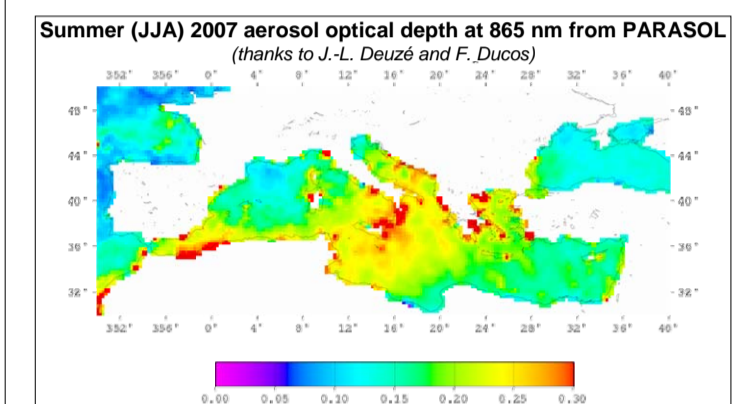 Summer (JJA) 2007 aerosol optical depth at 865 nm from PARASOL
(thanks to J.-L. Deuzé and F. Ducos)
352° 356° 0° 4° 8° 12° 16° 20° 24° 28° 32° 36° 40°
48° 48°
44° 44°
40° 40°
36° 36°
32° 32°
352° 356° 0° 4° 8° 12° 16° 20° 24° 28° 32° 36° 40°
0.00 0.05 0.10 0.15 0.20 0.25 0.30